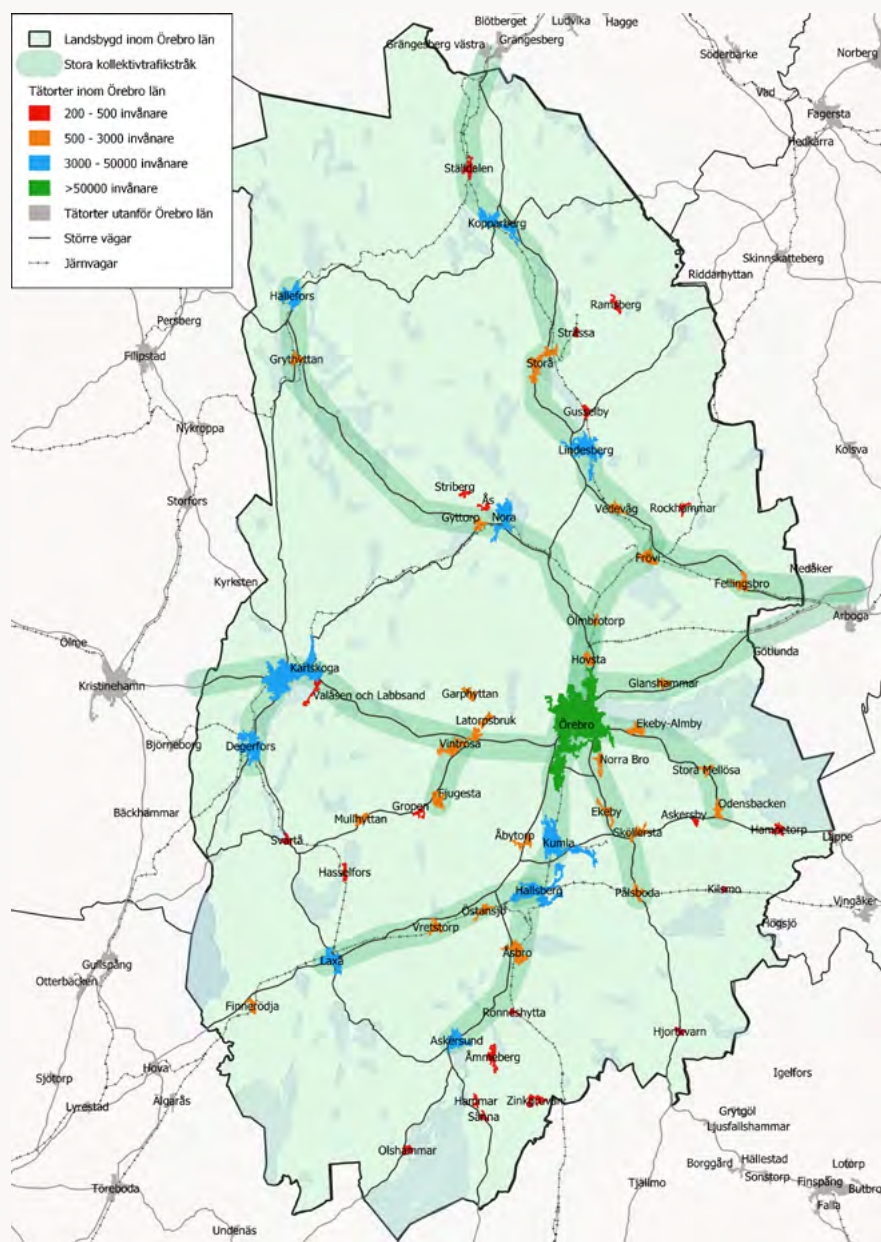 Landsbygd inom Örebro län
Stora kollektivtrafikstråk
Tätorter inom Örebro län
200 - 500 invånare
500 - 3000 invånare
3000 - 50000 invånare
>50000 invånare
Tätorter utanför Örebro län
Större vägar
Järnvagar
Blötberget
Ludvika
Hagge
Grängesberg västra
Grängesberg
Söderbärke
Norberg
Vad
Fagersta
Hedkärra
Ställdalen
Kopparberg
Skinnskatteberg
Riddarhyttan
Hällefors
Ramsberg
Persberg
Stråssa
Filipstad
Grythyttan
Storå
Gusselby
Nykroppa
Lindesberg
Kolsva
Striberg
Ås
Storfors
Gyttorp
Nora
Vedevåg
Rockhammar
Frövi
Medåker
Kyrksten
Fellingsbro
Arboga
Ölmbrotorp
Ölme
Götlunda
Karlskoga
Hovsta
Kristinehamn
Valåsen och Labbsand
Garphyttan
Glanshammar
Latorpsbruk
Örebro
Ekeby-Almby
Björneborg
Degerfors
Vintrosa
Norra Bro
Stora Mellösa
Bäckhammar
Gropen
Fjugesta
Odensbacken
Mullhyttan
Ekeby
Askersby
Svartå
Åbytorp
Kumla
Sköllersta
Hampetorp
Läppe
Hasselfors
Hallsberg
Pålsboda
Kilsmo
Vingåker
Östansjö
Högsjö
Vretstorp
Gullspång
Laxå
Åsbro
Otterbäcken
Finnerödja
Rönneshytta
Askersund
Hjortkvarn
Åmmeberg
Hova
Igelfors
Sjötorp
Lyrestad
Älgarås
Hammar
Zinkgruvan
Sånna
Grytgöl
Ljusfallshammar
Olshammar
Borggård
Hällestad
Lotorp
Sonstorp
Finspång
Butbro
Töreboda
Tjällmo
Falla
Undenäs